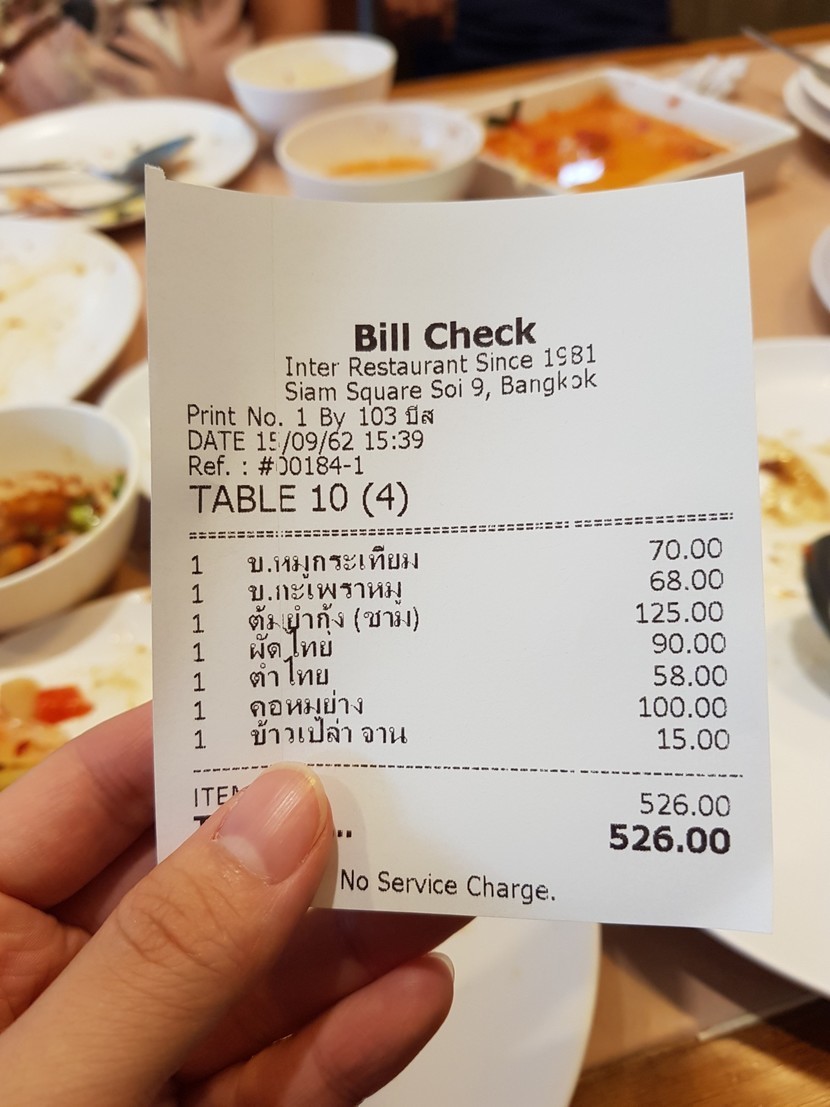 Bill Check
Inter Restaurant Since 1981
Siam Square Soi 9, Bangkok
Print No. 1 By 103 บีส
DATE 15/09/62 15:39
Ref. : #00184-1
TABLE 10 (4)
1 ข.หมูกระเทียม 70.00
1 ข.กะเพราหมู 68.00
1 ต้มยำกุ้ง (ชาม) 125.00
1 ผัดไทย 90.00
1 ตำไทย 58.00
1 คอหมูย่าง 100.00
1 ข้าวเปล่า จาน 15.00
526.00
526.00
No Service Charge.